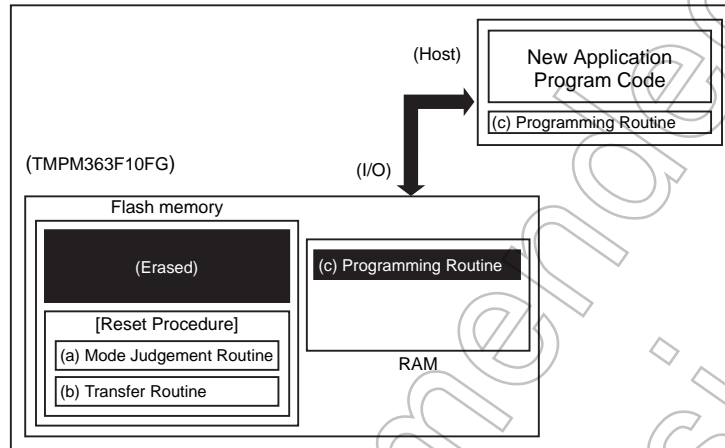 (Host)
New Application
Program Code
(c) Programming Routine
(TMPM363F10FG)
(I/O)
Flash memory
(Erased)
(c) Programming Routine
[Reset Procedure]
(a) Mode Judgement Routine
(b) Transfer Routine
RAM